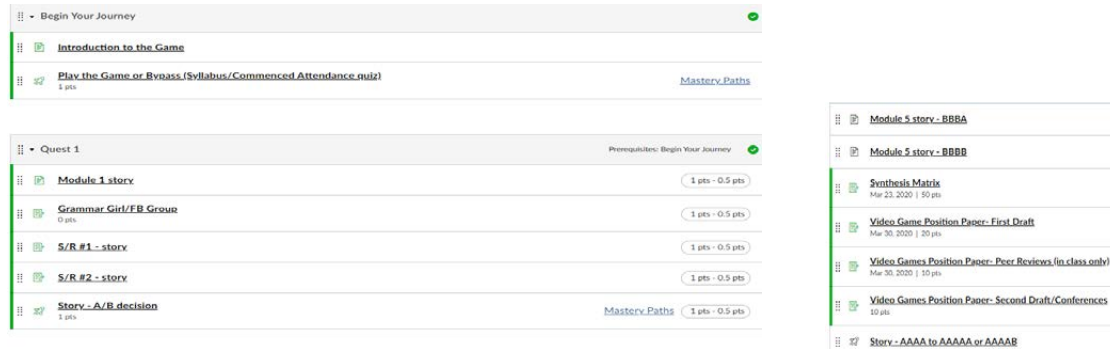 Begin Your Journey
Introduction to the Game
Play the Game or Bypass (Syllabus/Commenced Attendance quiz)
1 pts
Mastery Paths
Quest 1
Prerequisites: Begin Your Journey
Module 1 story
1 pts - 0.5 pts
Grammar Girl/FB Group
0 pts
1 pts - 0.5 pts
S/R #1 - story
1 pts - 0.5 pts
S/R #2 - story
1 pts - 0.5 pts
Story - A/B decision
1 pts
Mastery Paths
1 pts - 0.5 pts
Module 5 story - BBBA
Module 5 story - BBBB
Synthesis Matrix
Mar 23, 2020 | 50 pts
Video Game Position Paper- First Draft
Mar 30, 2020 | 20 pts
Video Games Position Paper- Peer Reviews (in class only)
Mar 30, 2020 | 10 pts
Video Games Position Paper- Second Draft/Conferences
10 pts
Story - AAAA to AAAAA or AAAAB